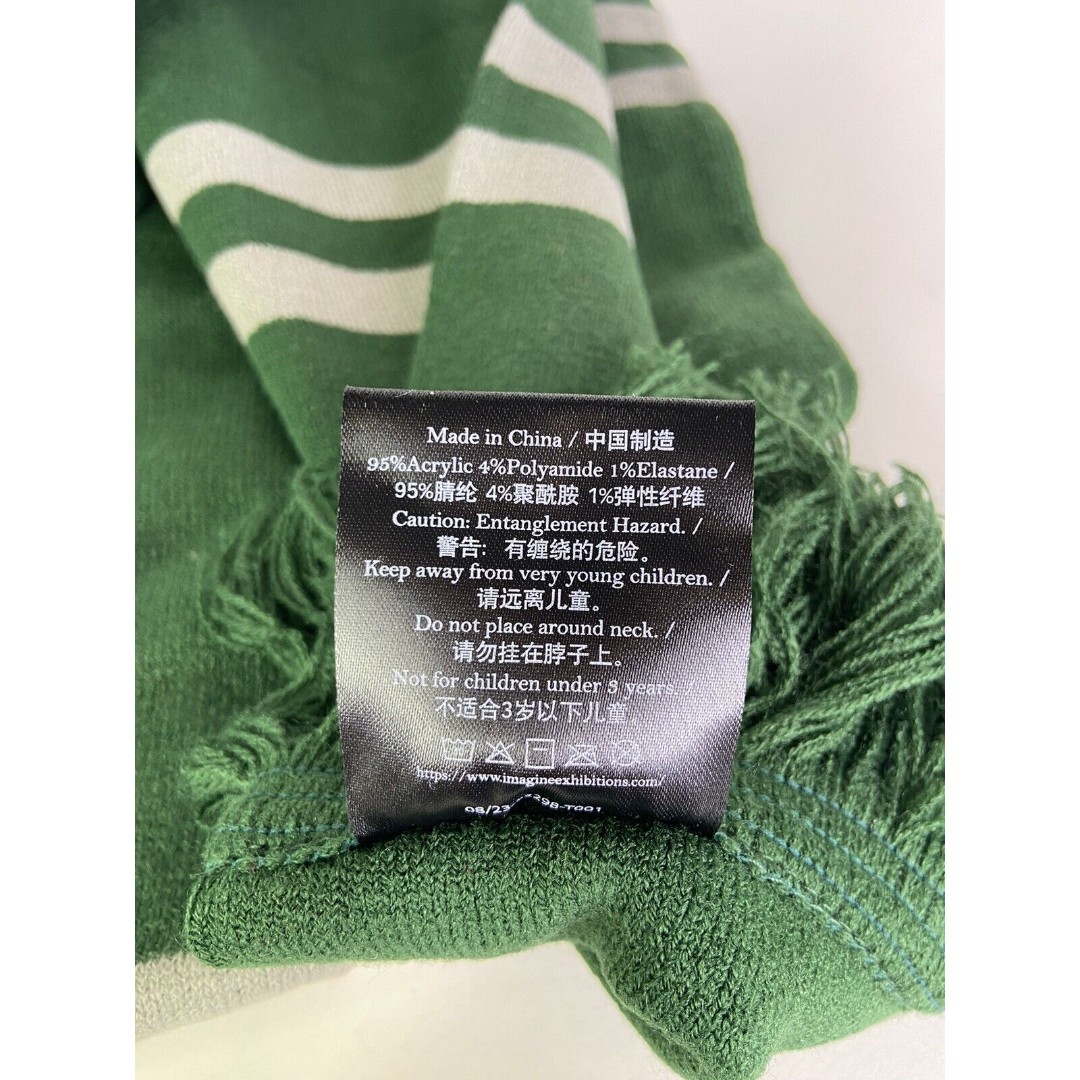 Made in China / 中国制造
95%Acrylic 4%Polyamide 1%Elastane /
95%腈纶 4%聚酰胺 1%弹性纤维
Caution: Entanglement Hazard. /
警告: 有缠绕的危险。
Keep away from very young children. /
请远离儿童。
Do not place around neck. /
请勿挂在脖子上。
Not for children under 3 years. /
不适合3岁以下儿童
https://www.imagineexhibitions.com/
08/23